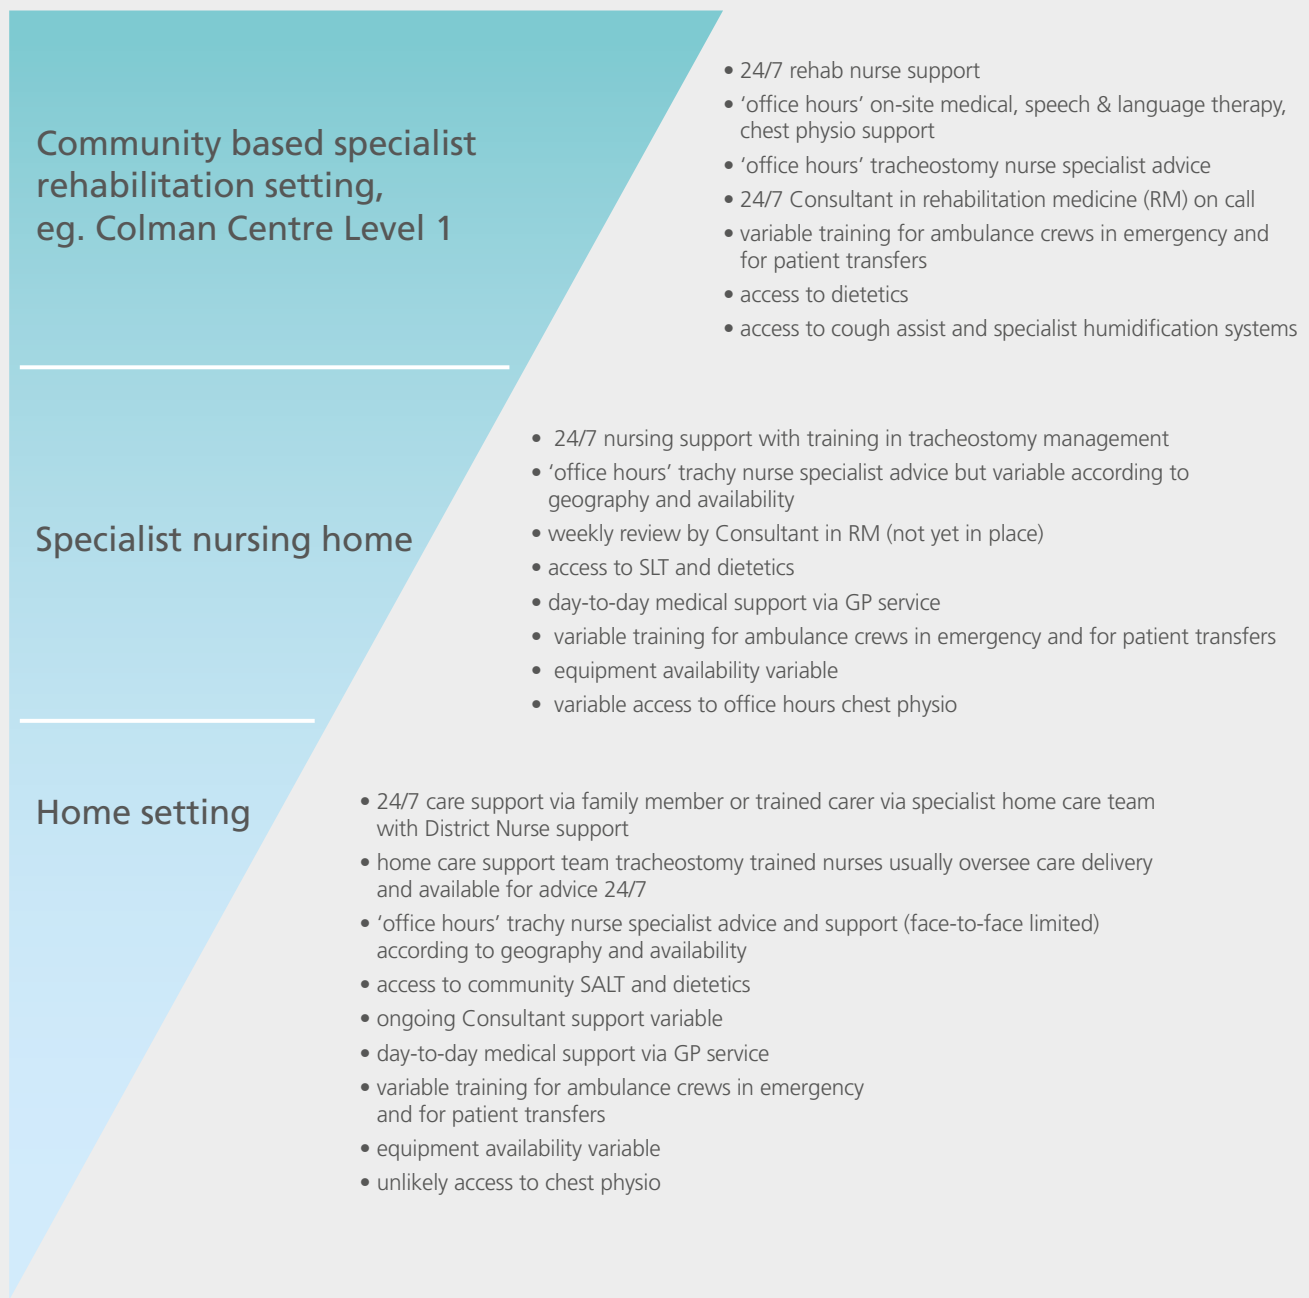 Community based specialist
rehabilitation setting,
eg. Colman Centre Level 1
• 24/7 rehab nurse support
• ‘office hours’ on-site medical, speech & language therapy,
chest physio support
• ‘office hours’ tracheostomy nurse specialist advice
• 24/7 Consultant in rehabilitation medicine (RM) on call
• variable training for ambulance crews in emergency and
for patient transfers
• access to dietetics
• access to cough assist and specialist humidification systems
Specialist nursing home
• 24/7 nursing support with training in tracheostomy management
• ‘office hours’ trachy nurse specialist advice but variable according to
geography and availability
• weekly review by Consultant in RM (not yet in place)
• access to SLT and dietetics
• day-to-day medical support via GP service
• variable training for ambulance crews in emergency and for patient transfers
• equipment availability variable
• variable access to office hours chest physio
Home setting
• 24/7 care support via family member or trained carer via specialist home care team
with District Nurse support
• home care support team tracheostomy trained nurses usually oversee care delivery
and available for advice 24/7
• ‘office hours’ trachy nurse specialist advice and support (face-to-face limited)
according to geography and availability
• access to community SALT and dietetics
• ongoing Consultant support variable
• day-to-day medical support via GP service
• variable training for ambulance crews in emergency
and for patient transfers
• equipment availability variable
• unlikely access to chest physio